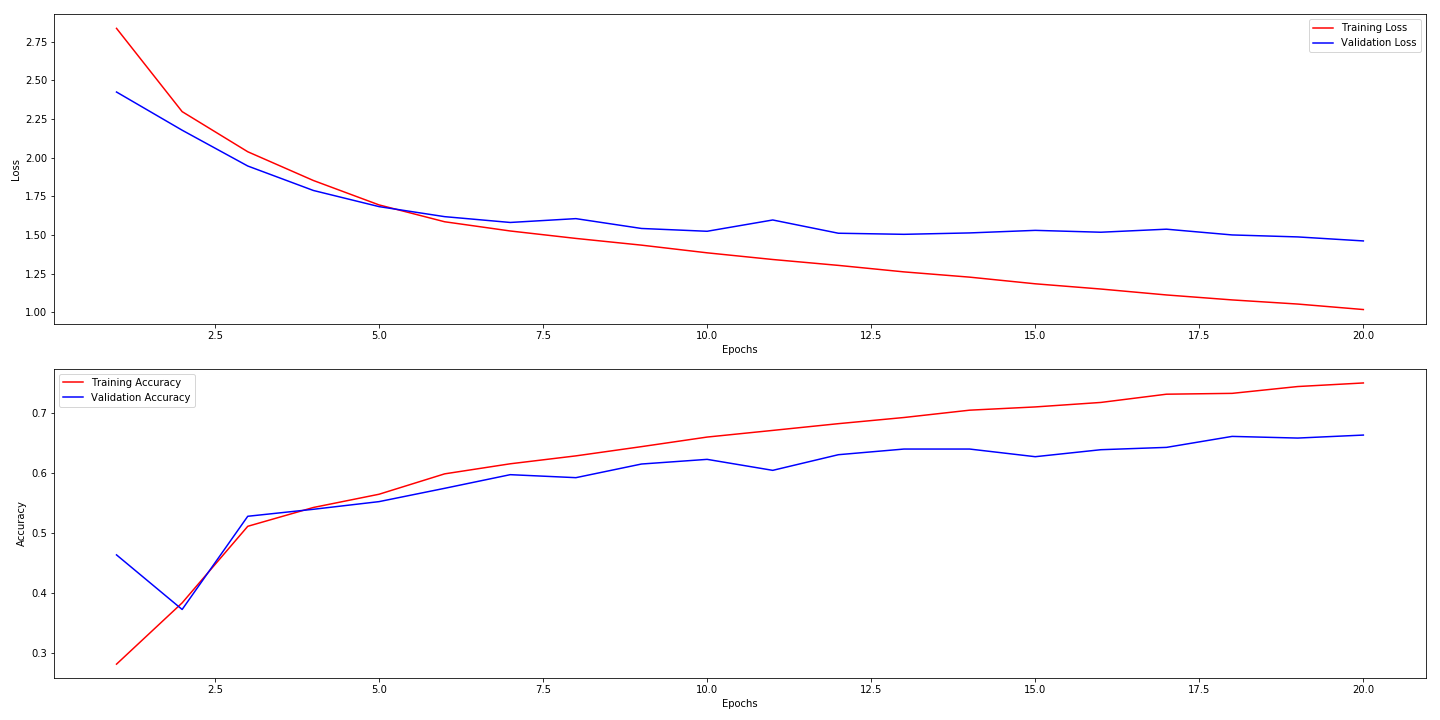 Training Loss
Validation Loss
2.75
2.50
2.25
2.00
1.75
1.50
1.25
1.00
Loss
2.5 5.0 7.5 10.0 12.5 15.0 17.5 20.0
Epochs
Training Accuracy
Validation Accuracy
0.7
0.6
0.5
0.4
0.3
Accuracy
2.5 5.0 7.5 10.0 12.5 15.0 17.5 20.0
Epochs